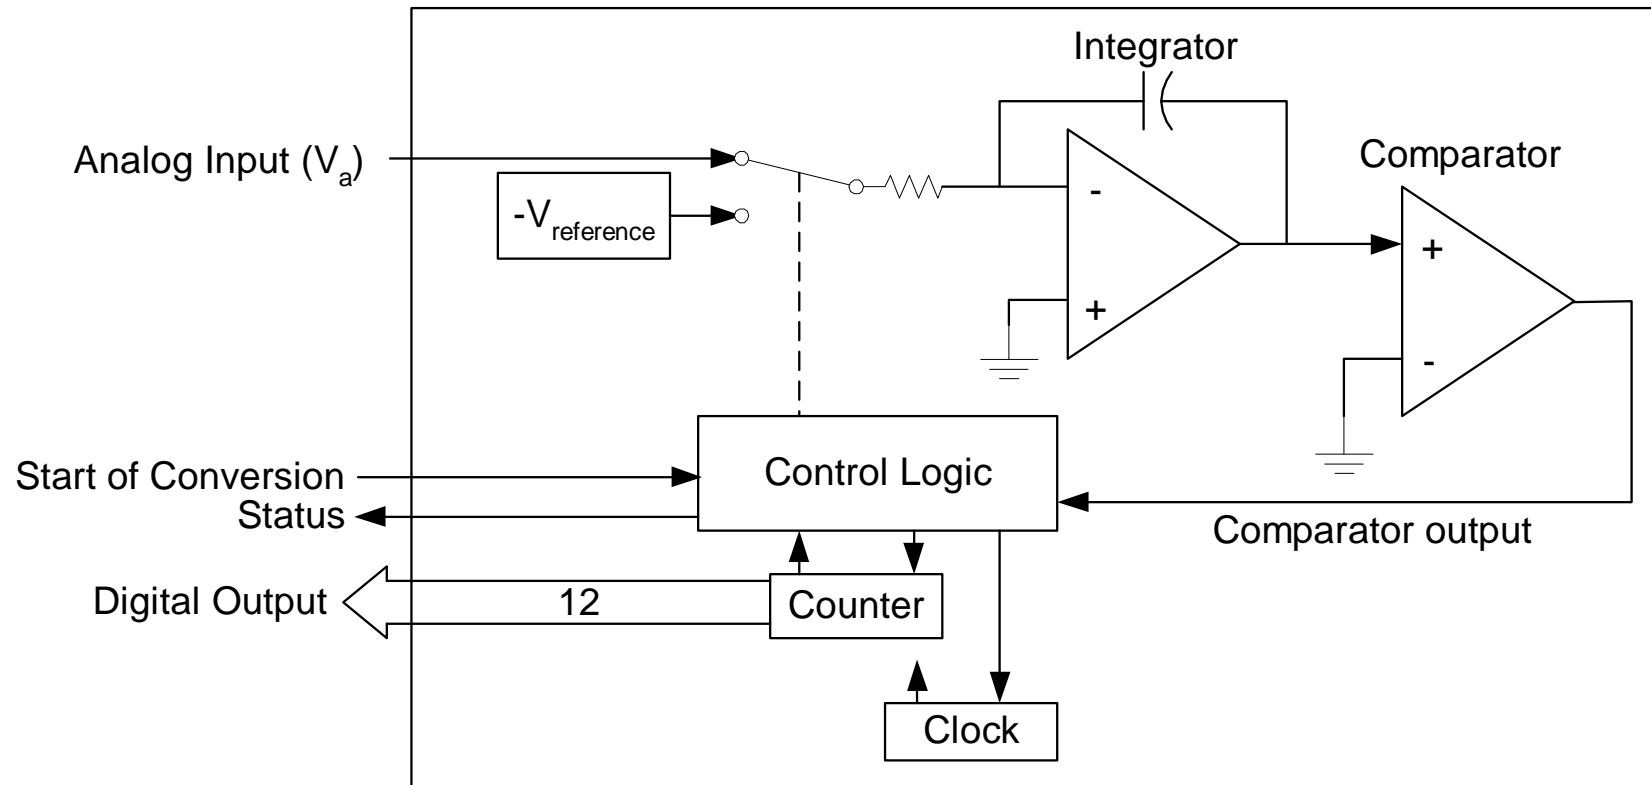 Integrator
Comparator
Analog Input (Va)
-Vreference
-
+
+
-
Control Logic
Start of Conversion
Status
Comparator output
Digital Output
12
Counter
Clock